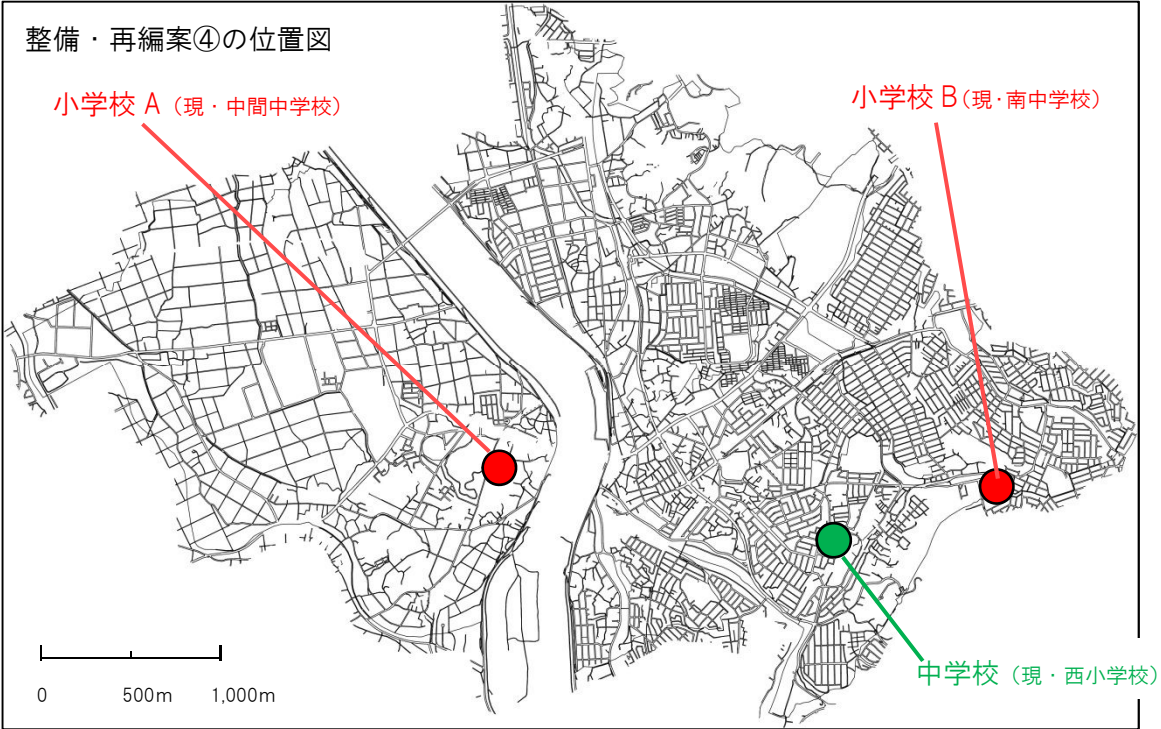 整備・再編案④の位置図
小学校 A（現・中間中学校）
小学校 B（現・南中学校）
中学校（現・西小学校）
0 500m 1,000m